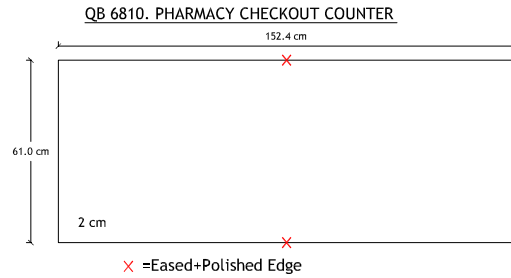 QB 6810. PHARMACY CHECKOUT COUNTER
152.4 cm
61.0 cm
2 cm
=Eased+Polished Edge